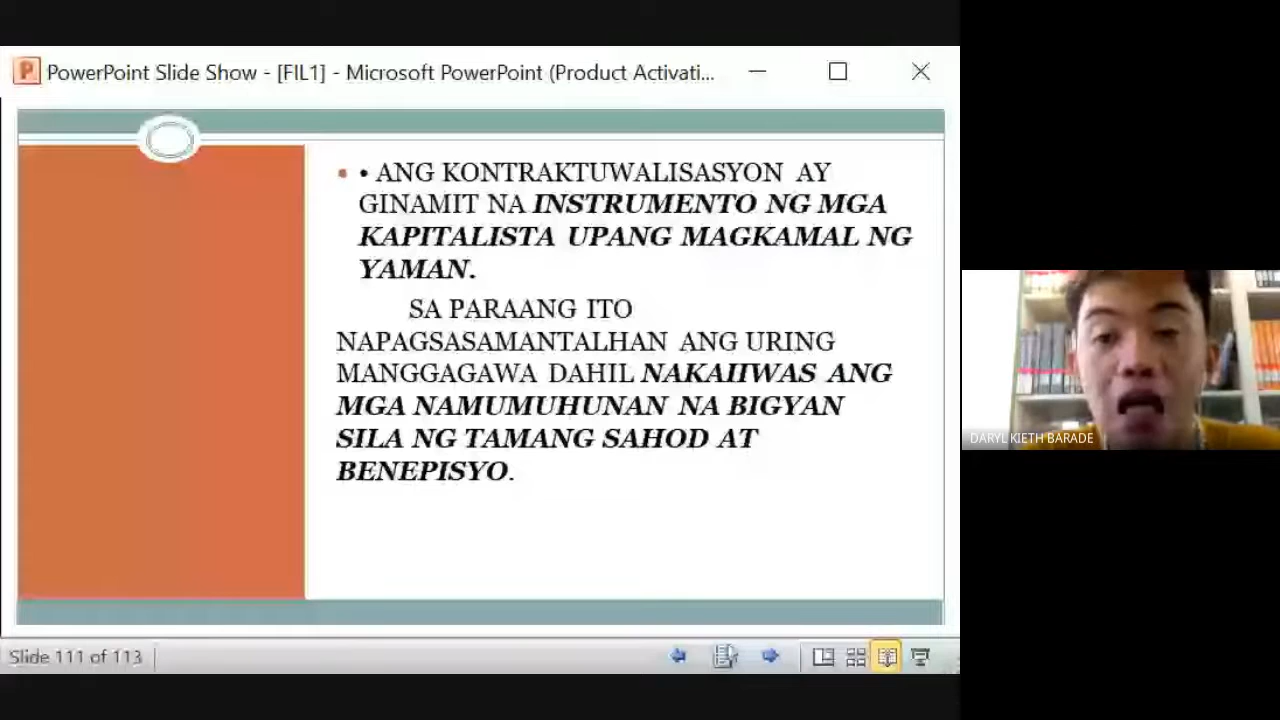 PowerPoint Slide Show - [FIL1] - Microsoft PowerPoint (Product Activati...
• • ANG KONTRAKTUWALISASYON AY
GINAMIT NA INSTRUMENTO NG MGA
KAPITALISTA UPANG MAGKAMAL NG
YAMAN.
SA PARAANG ITO
NAPAGSASAMANTALHAN ANG URING
MANGGAGAWA DAHIL NAKAIIWAS ANG
MGA NAMUMUHUNAN NA BIGYAN
SILA NG TAMANG SAHOD AT
BENEPISYO.
DARYL KIETH BARADE
Slide 111 of 113